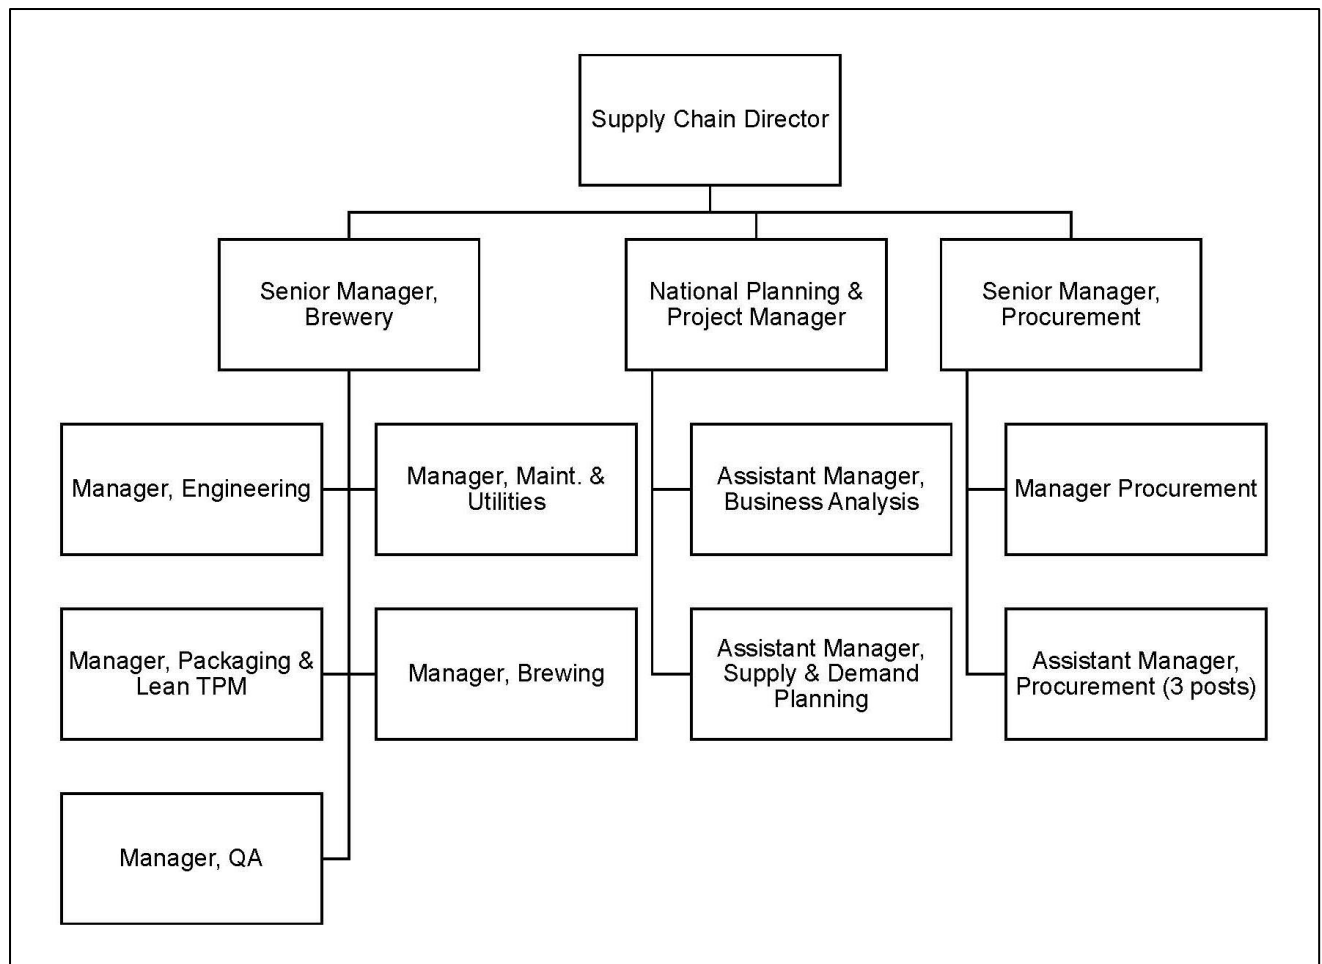 Supply Chain Director
Senior Manager,
Brewery
National Planning &
Project Manager
Senior Manager,
Procurement
Manager, Engineering
Manager, Maint. &
Utilities
Assistant Manager,
Business Analysis
Manager Procurement
Manager, Packaging &
Lean TPM
Manager, Brewing
Assistant Manager,
Supply & Demand
Planning
Assistant Manager,
Procurement (3 posts)
Manager, QA